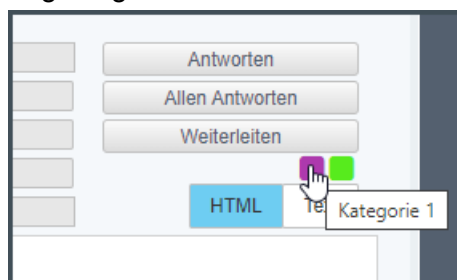 Antworten
Allen Antworten
Weiterleiten
HTML
Kategorie 1